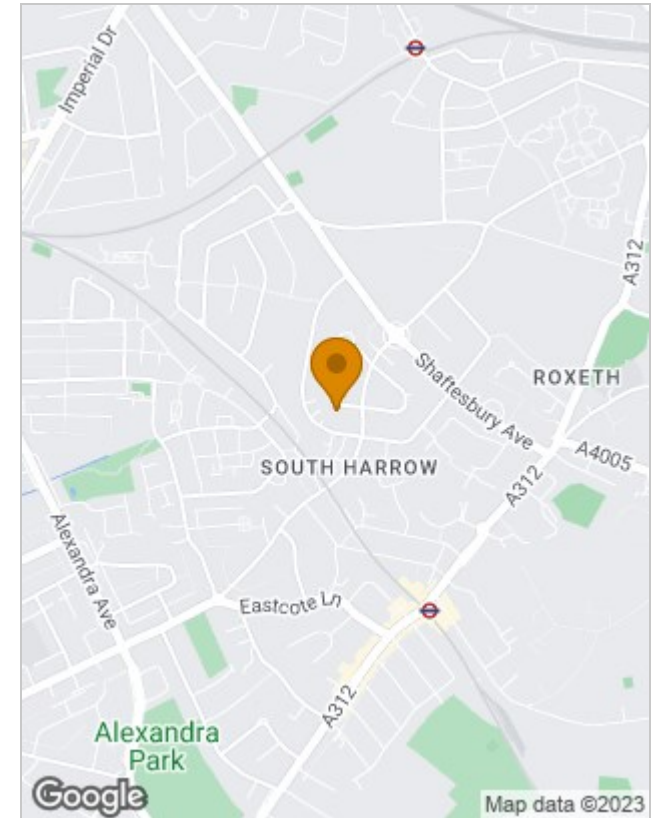 Imperial Dr
A312
Shaftesbury Ave
ROXETH
A4005
SOUTH HARROW
A312
Alexandra Ave
Eastcote Ln
A312
Alexandra
Park
Google
Map data ©2023